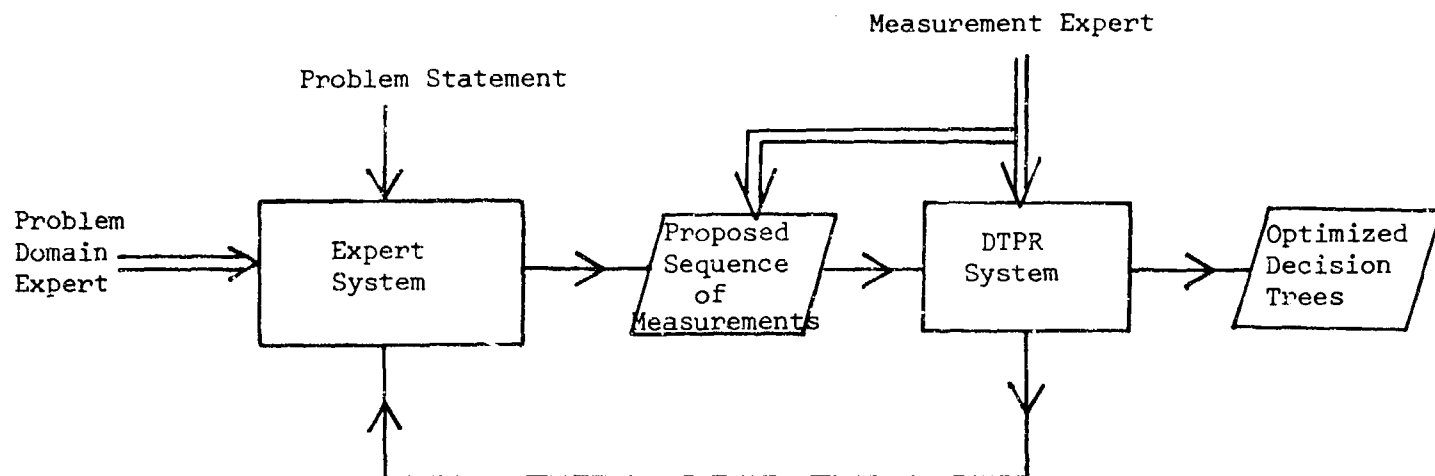 Measurement Expert
Problem Statement
Problem
Domain
Expert
Expert
System
Proposed
Sequence
of
Measurements
DTPR
System
Optimized
Decision
Trees